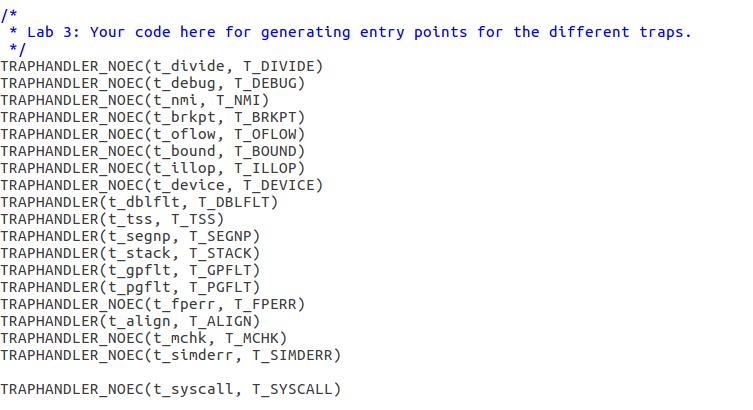 /*
 * Lab 3: Your code here for generating entry points for the different traps.
 */
TRAPHANDLER_NOEC(t_divide, T_DIVIDE)
TRAPHANDLER_NOEC(t_debug, T_DEBUG)
TRAPHANDLER_NOEC(t_nmi, T_NMI)
TRAPHANDLER_NOEC(t_brkpt, T_BRKPT)
TRAPHANDLER_NOEC(t_oflow, T_OFLOW)
TRAPHANDLER_NOEC(t_bound, T_BOUND)
TRAPHANDLER_NOEC(t_illop, T_ILLOP)
TRAPHANDLER_NOEC(t_device, T_DEVICE)
TRAPHANDLER(t_dblflt, T_DBLFLT)
TRAPHANDLER(t_tss, T_TSS)
TRAPHANDLER(t_segnp, T_SEGNP)
TRAPHANDLER(t_stack, T_STACK)
TRAPHANDLER(t_gpflt, T_GPFLT)
TRAPHANDLER(t_pgflt, T_PGFLT)
TRAPHANDLER_NOEC(t_fperr, T_FPERR)
TRAPHANDLER(t_align, T_ALIGN)
TRAPHANDLER_NOEC(t_mchk, T_MCHK)
TRAPHANDLER_NOEC(t_simderr, T_SIMDERR)

TRAPHANDLER_NOEC(t_syscall, T_SYSCALL)